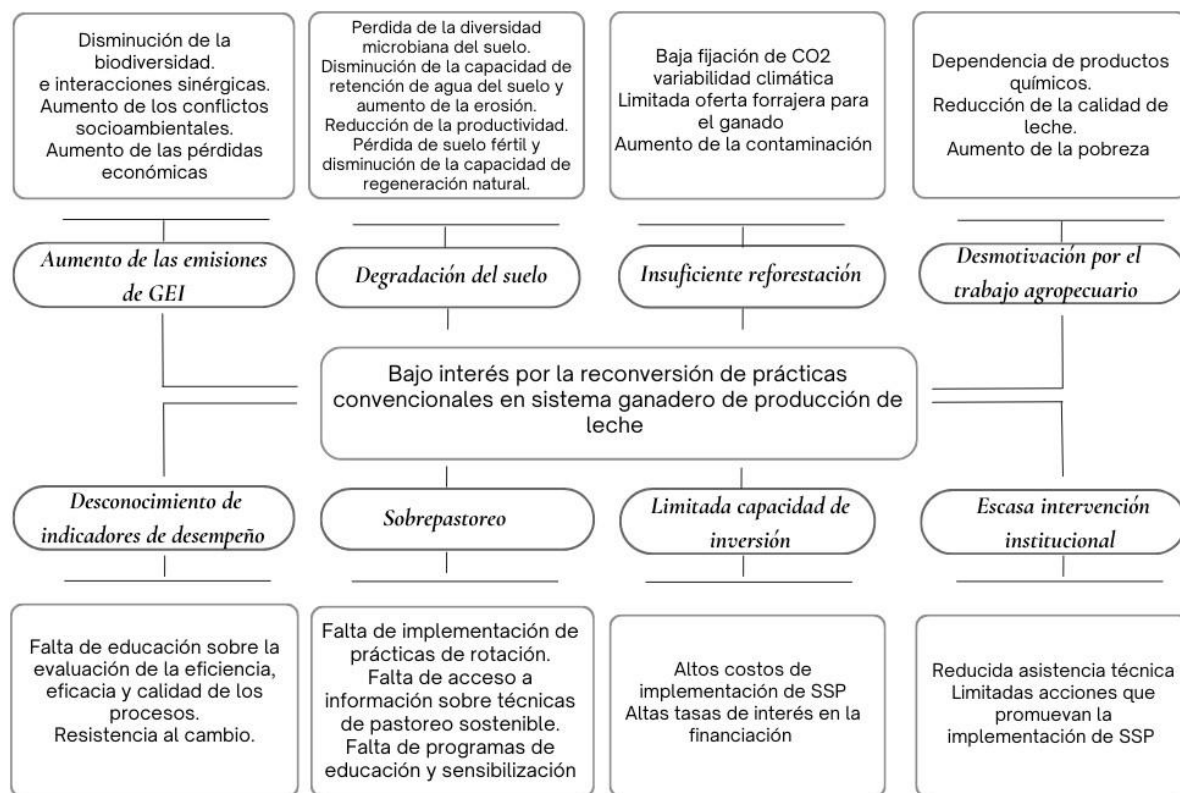 Disminución de la
biodiversidad.
e interacciones sinérgicas.
Aumento de los conflictos
socioambientales.
Aumento de las pérdidas
económicas
Perdida de la diversidad
microbiana del suelo.
Disminución de la capacidad de
retención de agua del suelo y
aumento de la erosión.
Reducción de la productividad.
Pérdida de suelo fértil y
disminución de la capacidad de
regeneración natural.
Baja fijación de CO2
variabilidad climática
Limitada oferta forrajera para
el ganado
Aumento de la contaminación
Dependencia de productos
químicos.
Reducción de la calidad de
leche.
Aumento de la pobreza
Aumento de las emisiones
de GEI
Degradación del suelo
Insuficiente reforestación
Desmotivación por el
trabajo agropecuario
Bajo interés por la reconversión de prácticas
convencionales en sistema ganadero de producción de
leche
Desconocimiento de
indicadores de desempeño
Sobrepastoreo
Limitada capacidad de
inversión
Escasa intervención
institucional
Falta de educación sobre la
evaluación de la eficiencia,
eficacia y calidad de los
procesos.
Resistencia al cambio.
Falta de implementación de
prácticas de rotación.
Falta de acceso a
información sobre técnicas
de pastoreo sostenible.
Falta de programas de
educación y sensibilización
Altos costos de
implementación de SSP
Altas tasas de interés en la
financiación
Reducida asistencia técnica
Limitadas acciones que
promuevan la
implementación de SSP